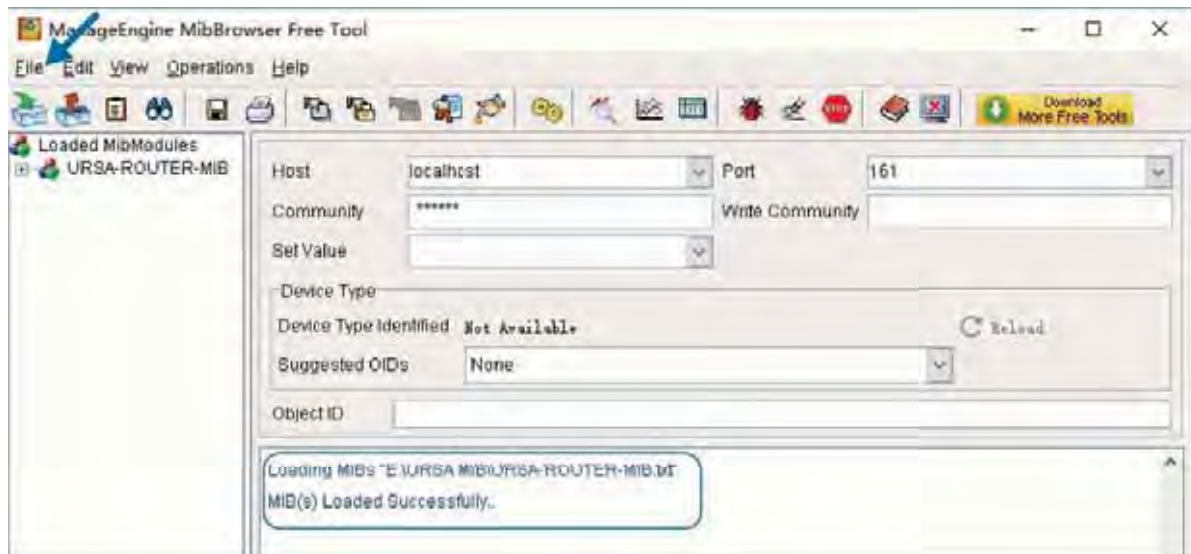 ManageEngine MibBrowser Free Tool
File Edit View Operations Help
Download
More Free Tools
Loaded MibModules
URSA-ROUTER-MIB
Host localhost Port 161
Community ****** Write Community
Set Value
Device Type
Device Type Identified Not Available Reload
Suggested OIDs None
Object ID
Loading MIBs "E:\URSA MIB\URSA-ROUTER-MIB.txt"
MIB(s) Loaded Successfully..